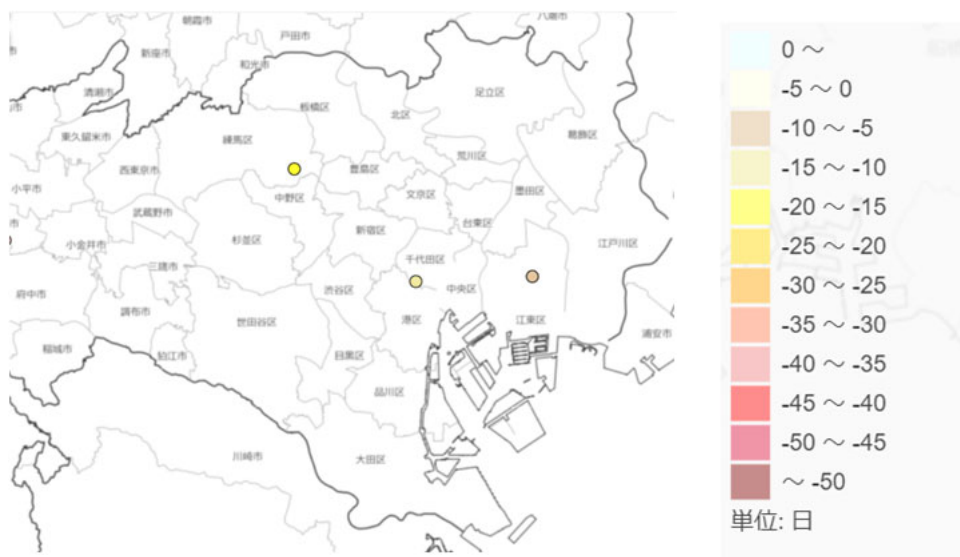 朝霞市
八潮市
戸田市
新座市
和光市
清瀬市
足立区
板橋区
北区
東久留米市
練馬区
葛飾区
荒川区
西東京市
豊島区
小平市
中野区
文京区
墨田区
武蔵野市
台東区
新宿区
杉並区
小金井市
江戸川区
千代田区
三鷹市
渋谷区
中央区
府中市
調布市
港区
江東区
世田谷区
浦安市
稲城市
狛江市
目黒区
品川区
川崎市
大田区
0 ～
-5 ～ 0
-10 ～ -5
-15 ～ -10
-20 ～ -15
-25 ～ -20
-30 ～ -25
-35 ～ -30
-40 ～ -35
-45 ～ -40
-50 ～ -45
～ -50
単位: 日